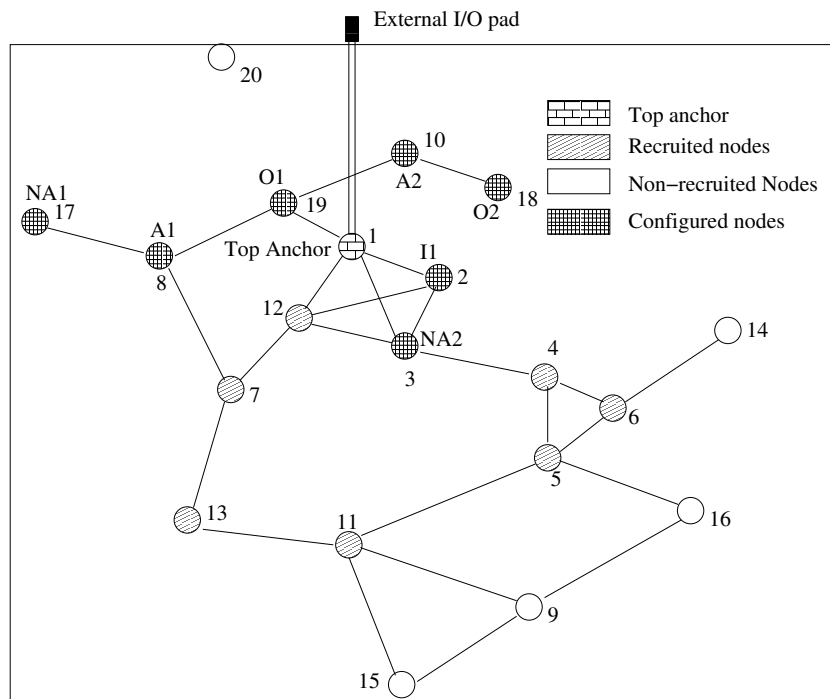 External I/O pad
20
Top anchor
Recruited nodes
Non-recruited Nodes
Configured nodes
10
A2
O1
19
18
O2
NA1
17
A1
8
Top Anchor
1
I1
2
12
NA2
3
4
14
7
6
5
13
11
16
9
15